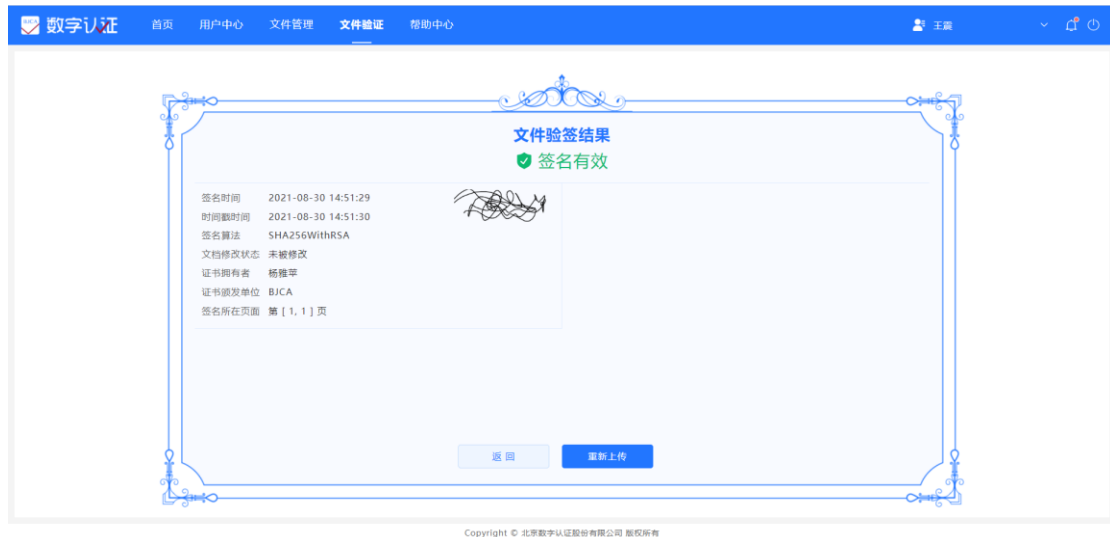 BJCA 数字认证 首页 用户中心 文件管理 文件验证 帮助中心 王震
文件验签结果
签名有效
签名时间 2021-08-30 14:51:29
时间戳时间 2021-08-30 14:51:30
签名算法 SHA256WithRSA
文档修改状态 未被修改
证书拥有者 杨雅苹
证书颁发单位 BJCA
签名所在页面 第 [ 1, 1 ] 页
返 回 重新上传
Copyright © 北京数字认证股份有限公司 版权所有